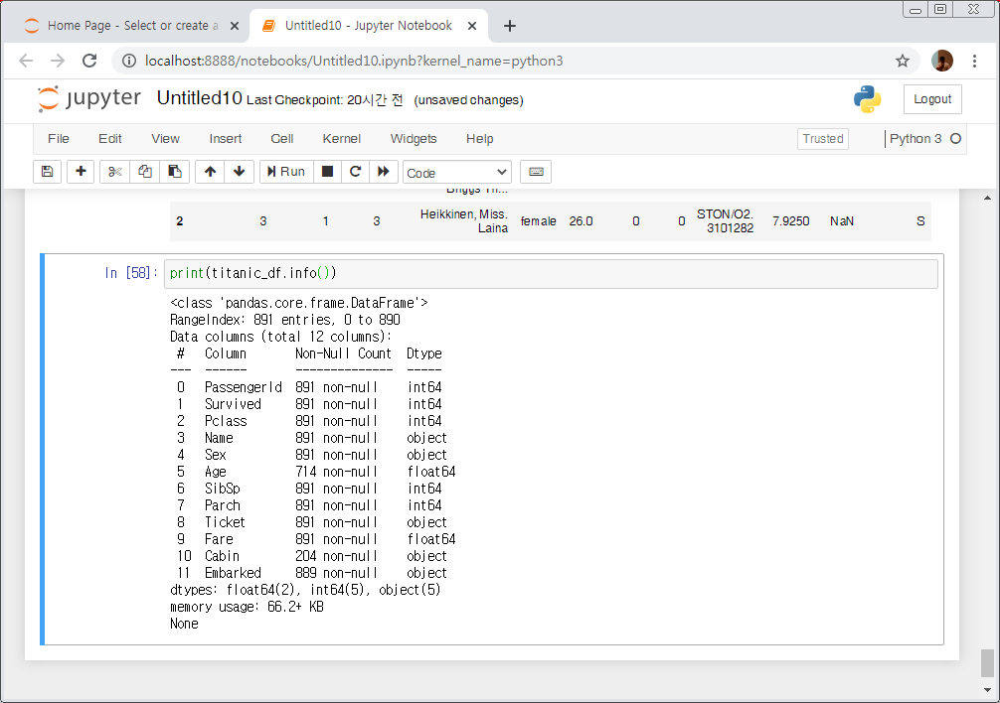 Home Page - Select or create a
Untitled10 - Jupyter Notebook
localhost:8888/notebooks/Untitled10.ipynb?kernel_name=python3
jupyter Untitled10 Last Checkpoint: 20시간 전 (unsaved changes)
Logout
File Edit View Insert Cell Kernel Widgets Help Trusted Python 3
Run Code
Briggs Th...
2 3 1 3 Heikkinen, Miss. Laina female 26.0 0 0 STON/O2. 3101282 7.9250 NaN S
In [58]: print(titanic_df.info())
<class 'pandas.core.frame.DataFrame'>
RangeIndex: 891 entries, 0 to 890
Data columns (total 12 columns):
 #   Column       Non-Null Count  Dtype
---  ------       --------------  -----
 0   PassengerId  891 non-null    int64
 1   Survived     891 non-null    int64
 2   Pclass       891 non-null    int64
 3   Name         891 non-null    object
 4   Sex          891 non-null    object
 5   Age          714 non-null    float64
 6   SibSp        891 non-null    int64
 7   Parch        891 non-null    int64
 8   Ticket       891 non-null    object
 9   Fare         891 non-null    float64
 10  Cabin        204 non-null    object
 11  Embarked     889 non-null    object
dtypes: float64(2), int64(5), object(5)
memory usage: 66.2+ KB
None